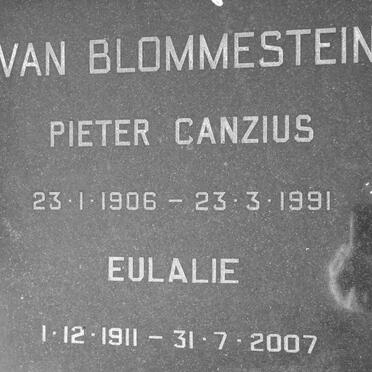 VAN BLOMMESTEIN
PIETER CANZIUS
23·1·1906 – 23·3·1991
EULALIE
1·12·1911 – 31·7·2007